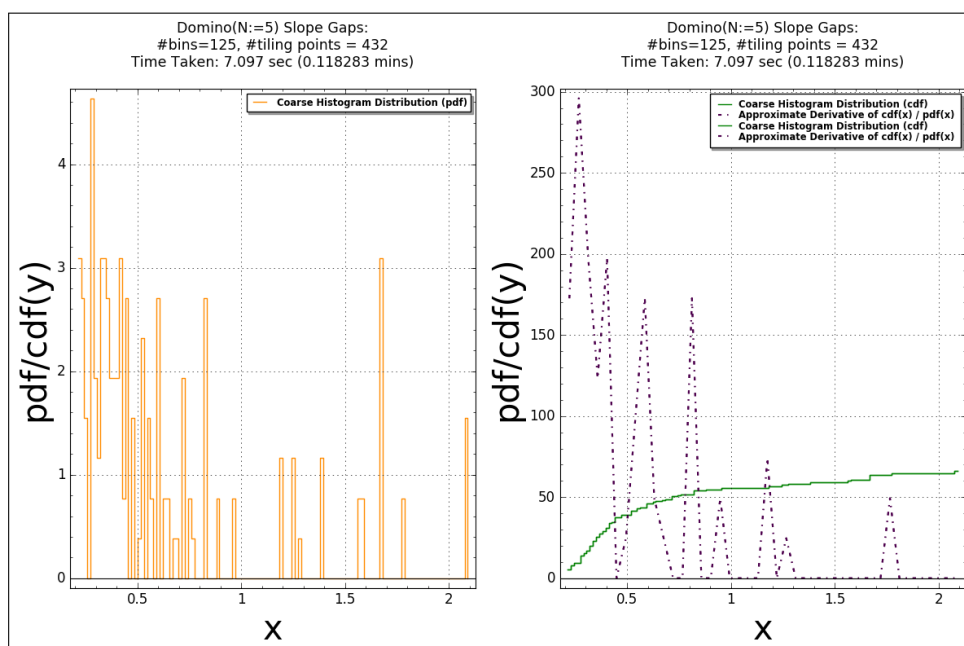 Domino(N:=5) Slope Gaps:
#bins=125, #tiling points = 432
Time Taken: 7.097 sec (0.118283 mins)
Coarse Histogram Distribution (pdf)
4
3
2
1
0
0.5
1
1.5
2
pdf/cdf(y)
x
Domino(N:=5) Slope Gaps:
#bins=125, #tiling points = 432
Time Taken: 7.097 sec (0.118283 mins)
Coarse Histogram Distribution (cdf)
Approximate Derivative of cdf(x) / pdf(x)
Coarse Histogram Distribution (cdf)
Approximate Derivative of cdf(x) / pdf(x)
300
250
200
150
100
50
0
0.5
1
1.5
2
pdf/cdf(y)
x